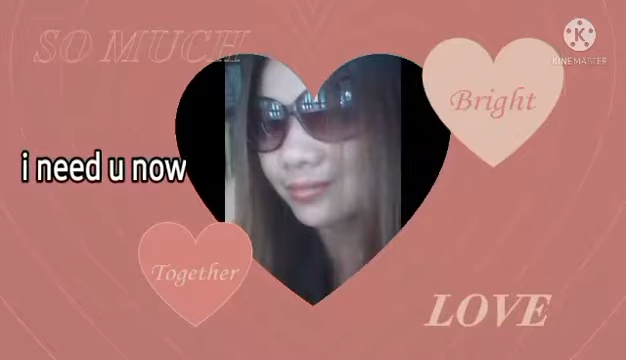 SO MUCH
KINEMASTER
Bright
i need u now
Together
LOVE